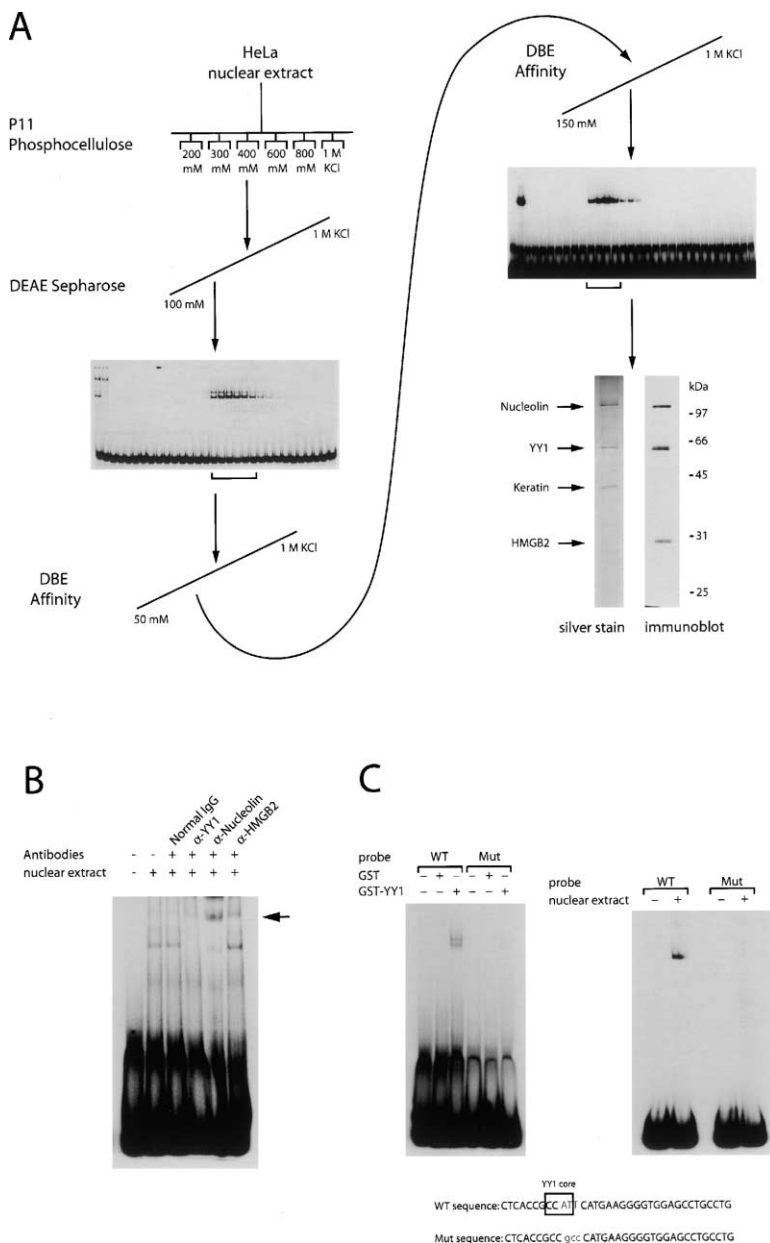 A
HeLa
nuclear extract
P11
Phosphocellulose
200 mM
300 mM
400 mM
600 mM
800 mM
1 M KCl
1 M KCl
DEAE Sepharose
100 mM
1 M KCl
DBE
Affinity
50 mM
DBE
Affinity
1 M KCl
150 mM
kDa
Nucleolin
97
66
YY1
45
Keratin
HMGB2
31
25
silver stain
immunoblot
B
Normal IgG
α-YY1
α-Nucleolin
α-HMGB2
Antibodies - - + + + +
nuclear extract - + + + + +
C
probe WT Mut
GST – + – – + –
GST-YY1 – – + – – +
probe WT Mut
nuclear extract – + – +
YY1 core
WT sequence: CTCACCGCC ATT CATGAAGGGGTGGAGCCTGCCTG
Mut sequence: CTCACCGCC gcc CATGAAGGGGTGGAGCCTGCCTG